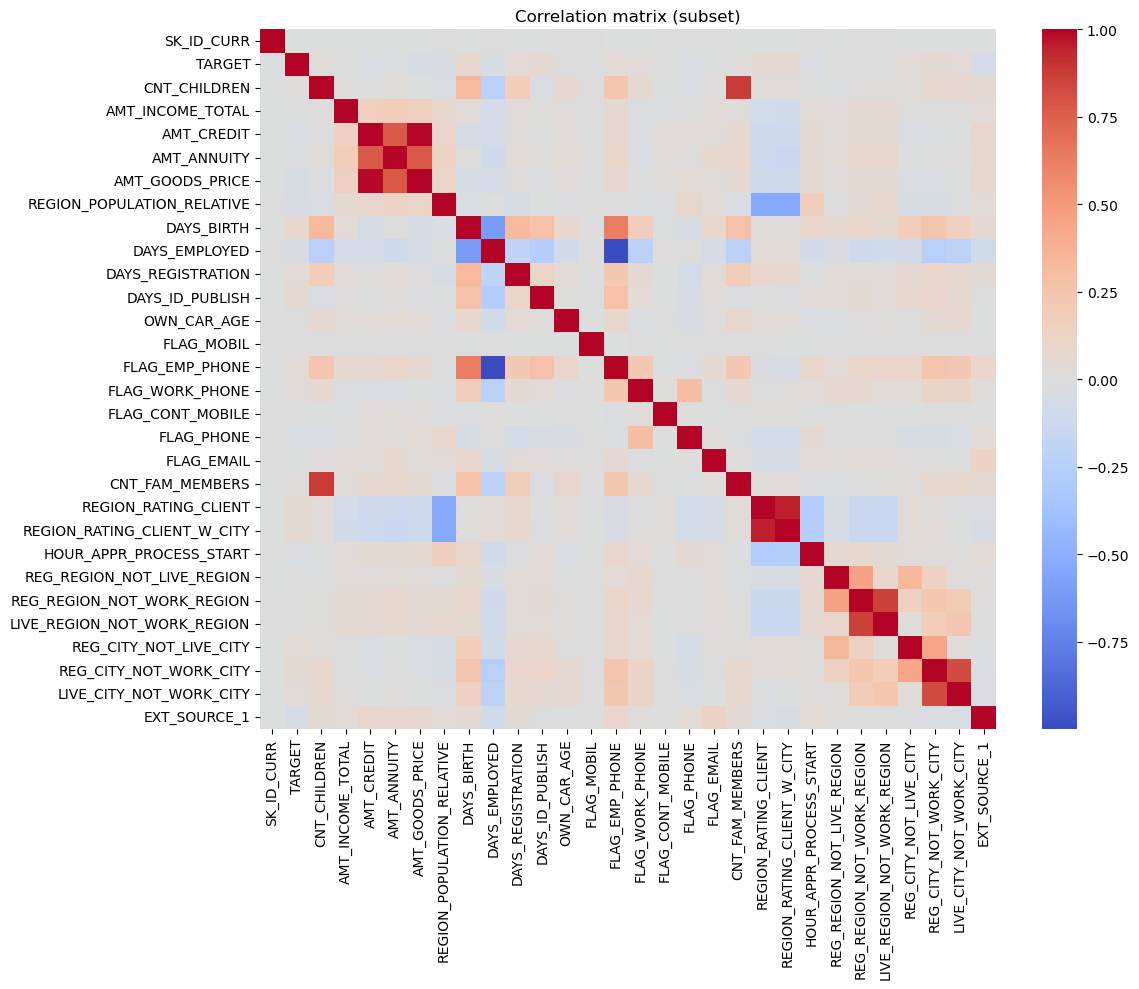 Correlation matrix (subset)
SK_ID_CURR
TARGET
CNT_CHILDREN
AMT_INCOME_TOTAL
AMT_CREDIT
AMT_ANNUITY
AMT_GOODS_PRICE
REGION_POPULATION_RELATIVE
DAYS_BIRTH
DAYS_EMPLOYED
DAYS_REGISTRATION
DAYS_ID_PUBLISH
OWN_CAR_AGE
FLAG_MOBIL
FLAG_EMP_PHONE
FLAG_WORK_PHONE
FLAG_CONT_MOBILE
FLAG_PHONE
FLAG_EMAIL
CNT_FAM_MEMBERS
REGION_RATING_CLIENT
REGION_RATING_CLIENT_W_CITY
HOUR_APPR_PROCESS_START
REG_REGION_NOT_LIVE_REGION
REG_REGION_NOT_WORK_REGION
LIVE_REGION_NOT_WORK_REGION
REG_CITY_NOT_LIVE_CITY
REG_CITY_NOT_WORK_CITY
LIVE_CITY_NOT_WORK_CITY
EXT_SOURCE_1
SK_ID_CURR
TARGET
CNT_CHILDREN
AMT_INCOME_TOTAL
AMT_CREDIT
AMT_ANNUITY
AMT_GOODS_PRICE
REGION_POPULATION_RELATIVE
DAYS_BIRTH
DAYS_EMPLOYED
DAYS_REGISTRATION
DAYS_ID_PUBLISH
OWN_CAR_AGE
FLAG_MOBIL
FLAG_EMP_PHONE
FLAG_WORK_PHONE
FLAG_CONT_MOBILE
FLAG_PHONE
FLAG_EMAIL
CNT_FAM_MEMBERS
REGION_RATING_CLIENT
REGION_RATING_CLIENT_W_CITY
HOUR_APPR_PROCESS_START
REG_REGION_NOT_LIVE_REGION
REG_REGION_NOT_WORK_REGION
LIVE_REGION_NOT_WORK_REGION
REG_CITY_NOT_LIVE_CITY
REG_CITY_NOT_WORK_CITY
LIVE_CITY_NOT_WORK_CITY
EXT_SOURCE_1
1.00
0.75
0.50
0.25
0.00
−0.25
−0.50
−0.75